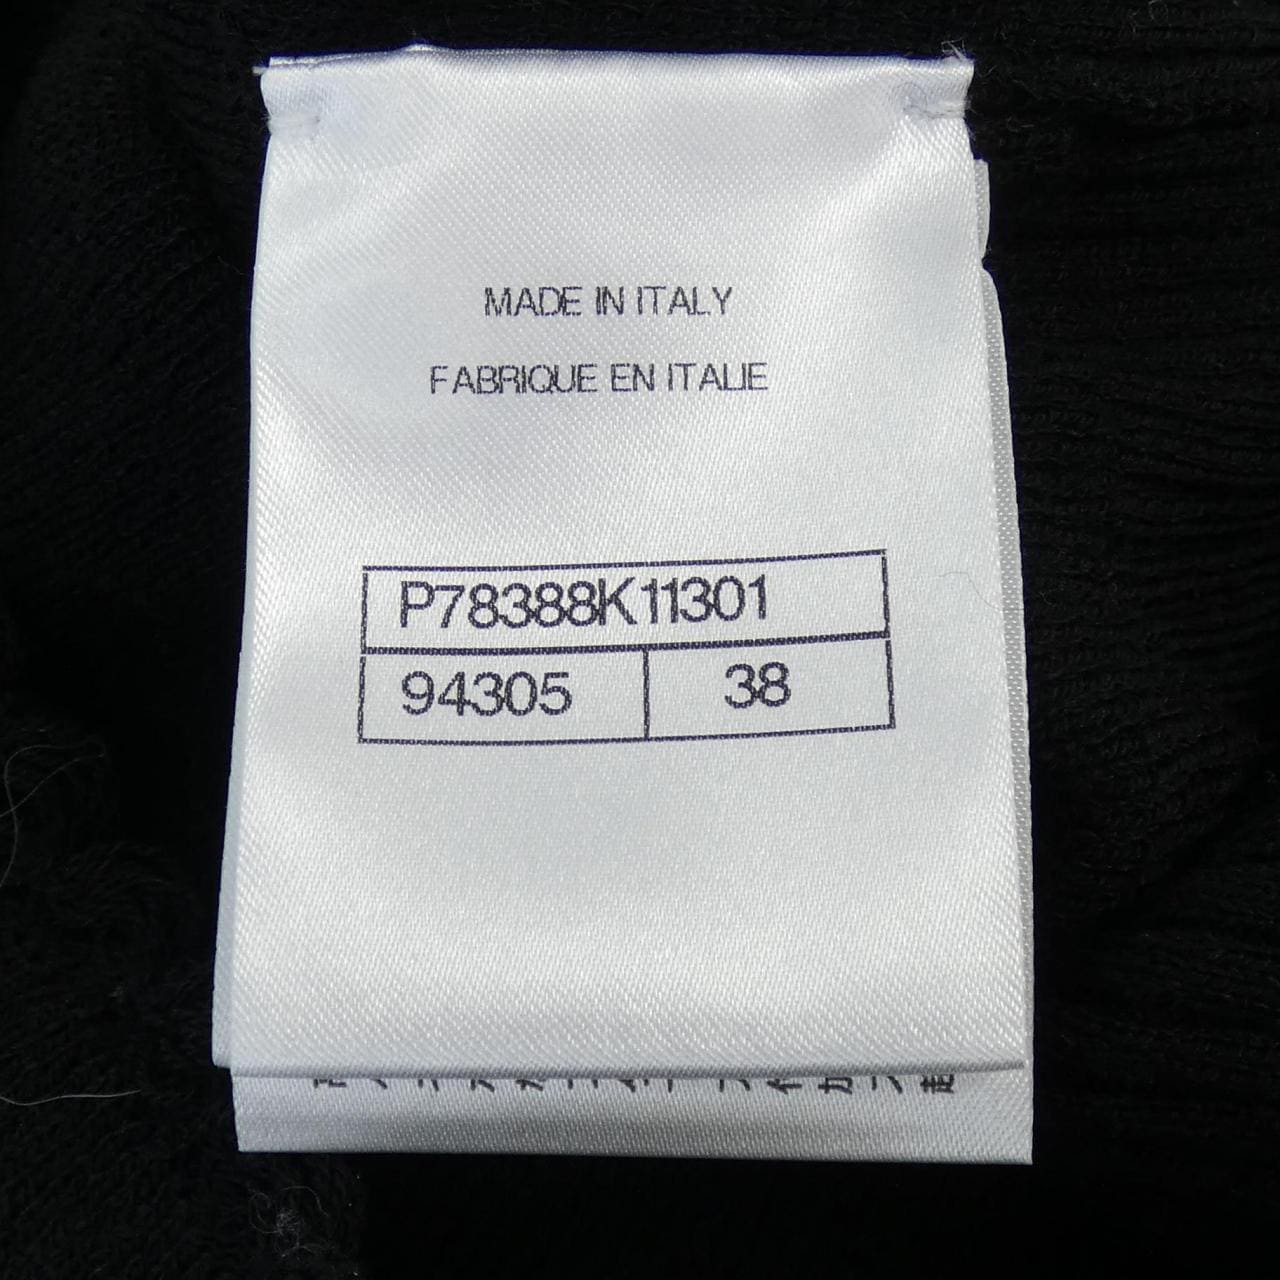 MADE IN ITALY
FABRIQUE EN ITALIE
P78388K11301
94305 38